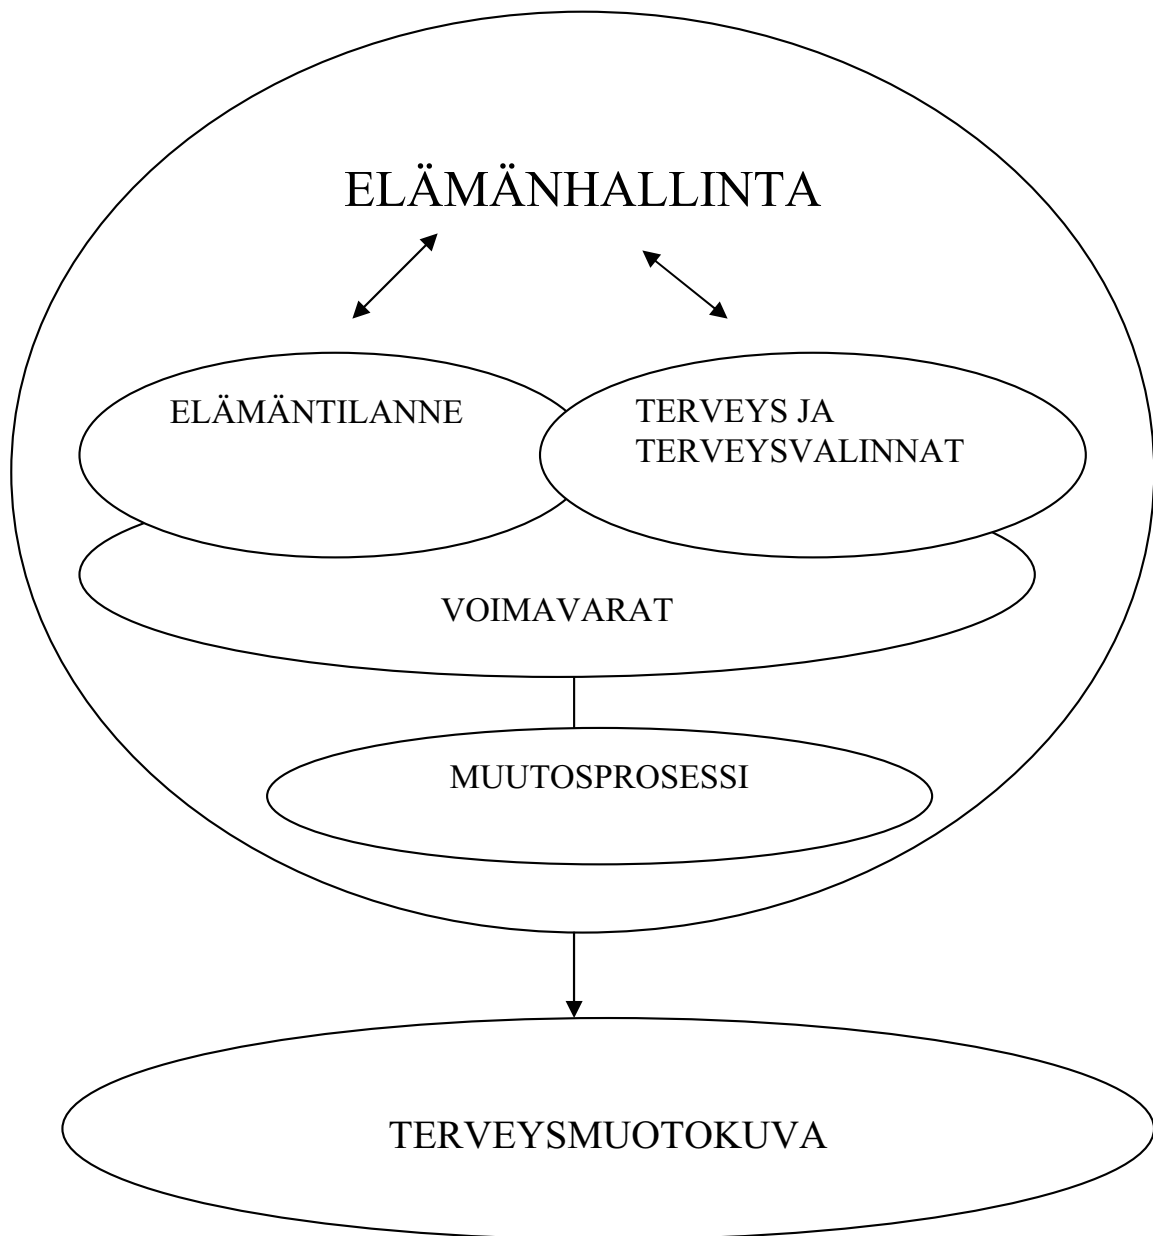 ELÄMÄNHALLINTA
ELÄMÄNTILANNE
TERVEYS JA
TERVEYSVALINNAT
VOIMAVARAT
MUUTOSPROSESSI
TERVEYSMUOTOKUVA